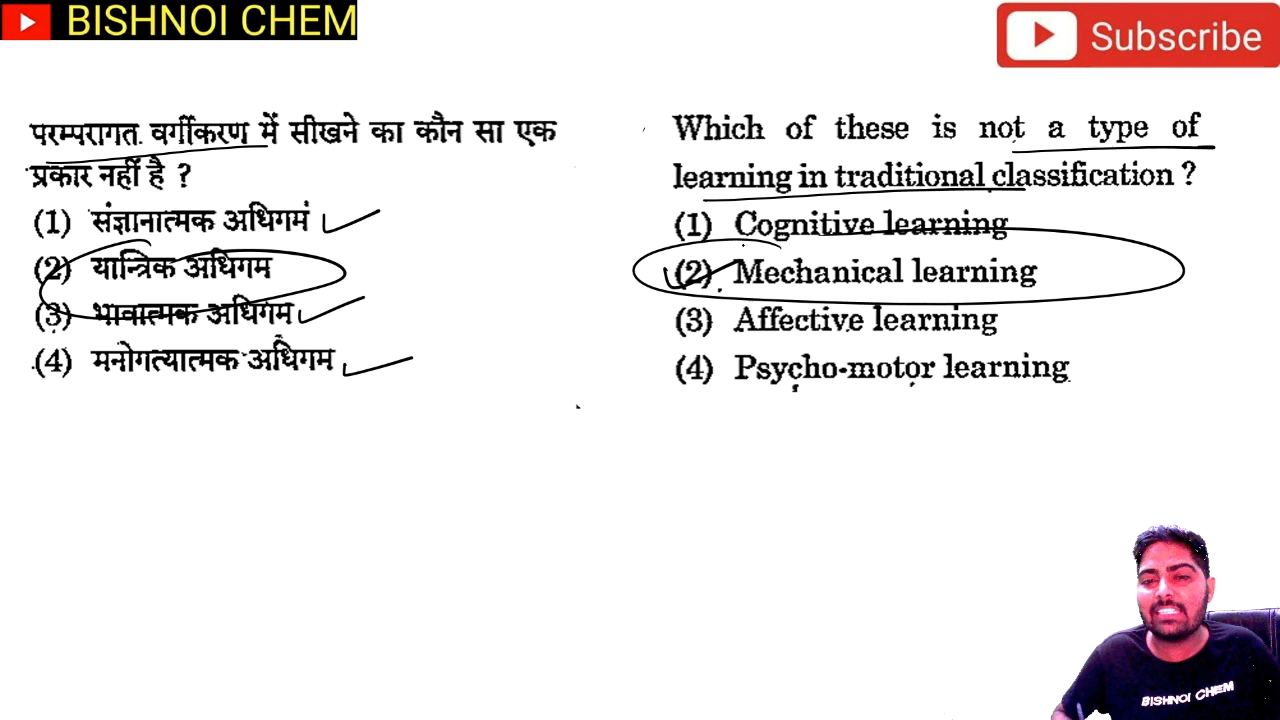 BISHNOI CHEM
Subscribe
परम्परागत वर्गीकरण में सीखने का कौन सा एक
प्रकार नहीं है ?
(1) संज्ञानात्मक अधिगम
(2) यान्त्रिक अधिगम
(3) भावात्मक अधिगम
(4) मनोगत्यात्मक अधिगम
Which of these is not a type of
learning in traditional classification ?
(1) Cognitive learning
(2) Mechanical learning
(3) Affective learning
(4) Psycho-motor learning
BISHNOI CHEM